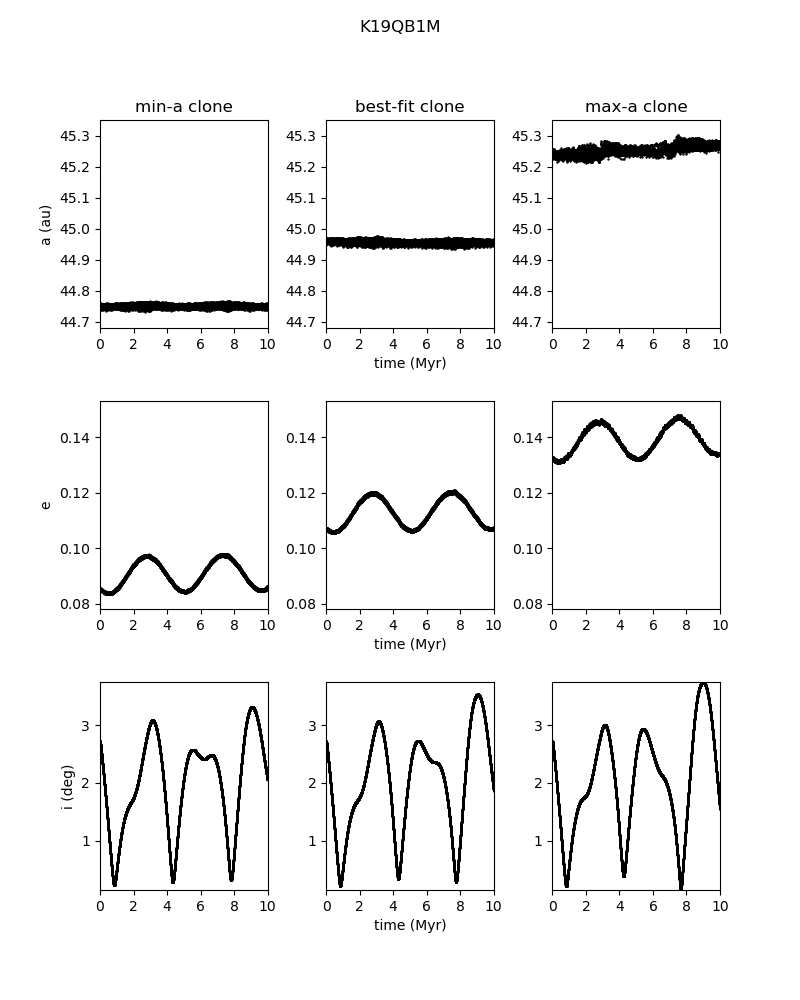 K19QB1M
min-a clone best-fit clone max-a clone
45.3 45.3 45.3
45.2 45.2 45.2
45.1 45.1 45.1
a (au) 45.0 45.0 45.0
44.9 44.9 44.9
44.8 44.8 44.8
44.7 44.7 44.7
0 2 4 6 8 10 0 2 4 6 8 10 0 2 4 6 8 10
time (Myr)
0.14 0.14 0.14
0.12 0.12 0.12
e
0.10 0.10 0.10
0.08 0.08 0.08
0 2 4 6 8 10 0 2 4 6 8 10 0 2 4 6 8 10
time (Myr)
3 3 3
i (deg) 2 2 2
1 1 1
0 2 4 6 8 10 0 2 4 6 8 10 0 2 4 6 8 10
time (Myr)